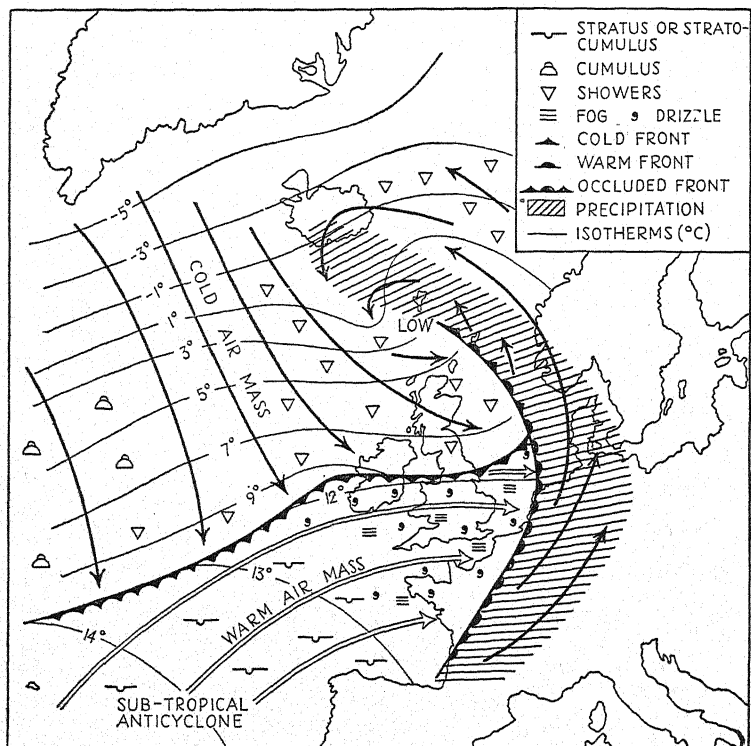 STRATUS OR STRATO-
CUMULUS
CUMULUS
SHOWERS
FOG DRIZZLE
COLD FRONT
WARM FRONT
OCCLUDED FRONT
PRECIPITATION
ISOTHERMS (°C)
-5°
-3°
-1°
1°
3°
5°
7°
9°
COLD AIR MASS
LOW
12°
13°
14°
WARM AIR MASS
SUB-TROPICAL
ANTICYCLONE